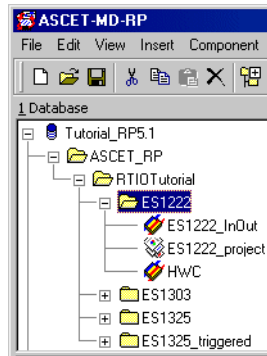 ASCET-MD-RP
File Edit View Insert Component
1 Database
Tutorial_RP5.1
ASCET_RP
RTIOTutorial
ES1222
ES1222_InOut
ES1222_project
HWC
ES1303
ES1325
ES1325_triggered